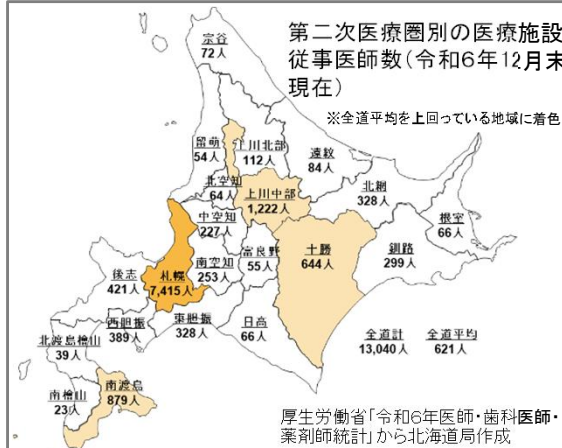 第二次医療圏別の医療施設
従事医師数(令和6年12月末
現在)
※全道平均を上回っている地域に着色
宗谷
72人
留萌
54人
上川北部
112人
遠紋
84人
北網
328人
北空知
64人
上川中部
1,222人
根室
66人
中空知
227人
富良野
55人
十勝
644人
釧路
299人
後志
421人
札幌
7,415人
南空知
253人
西胆振
389人
東胆振
328人
日高
66人
全道計
13,040人
全道平均
621人
北渡島檜山
39人
南檜山
23人
南渡島
879人
厚生労働省「令和6年医師・歯科医師・
薬剤師統計」から北海道局作成